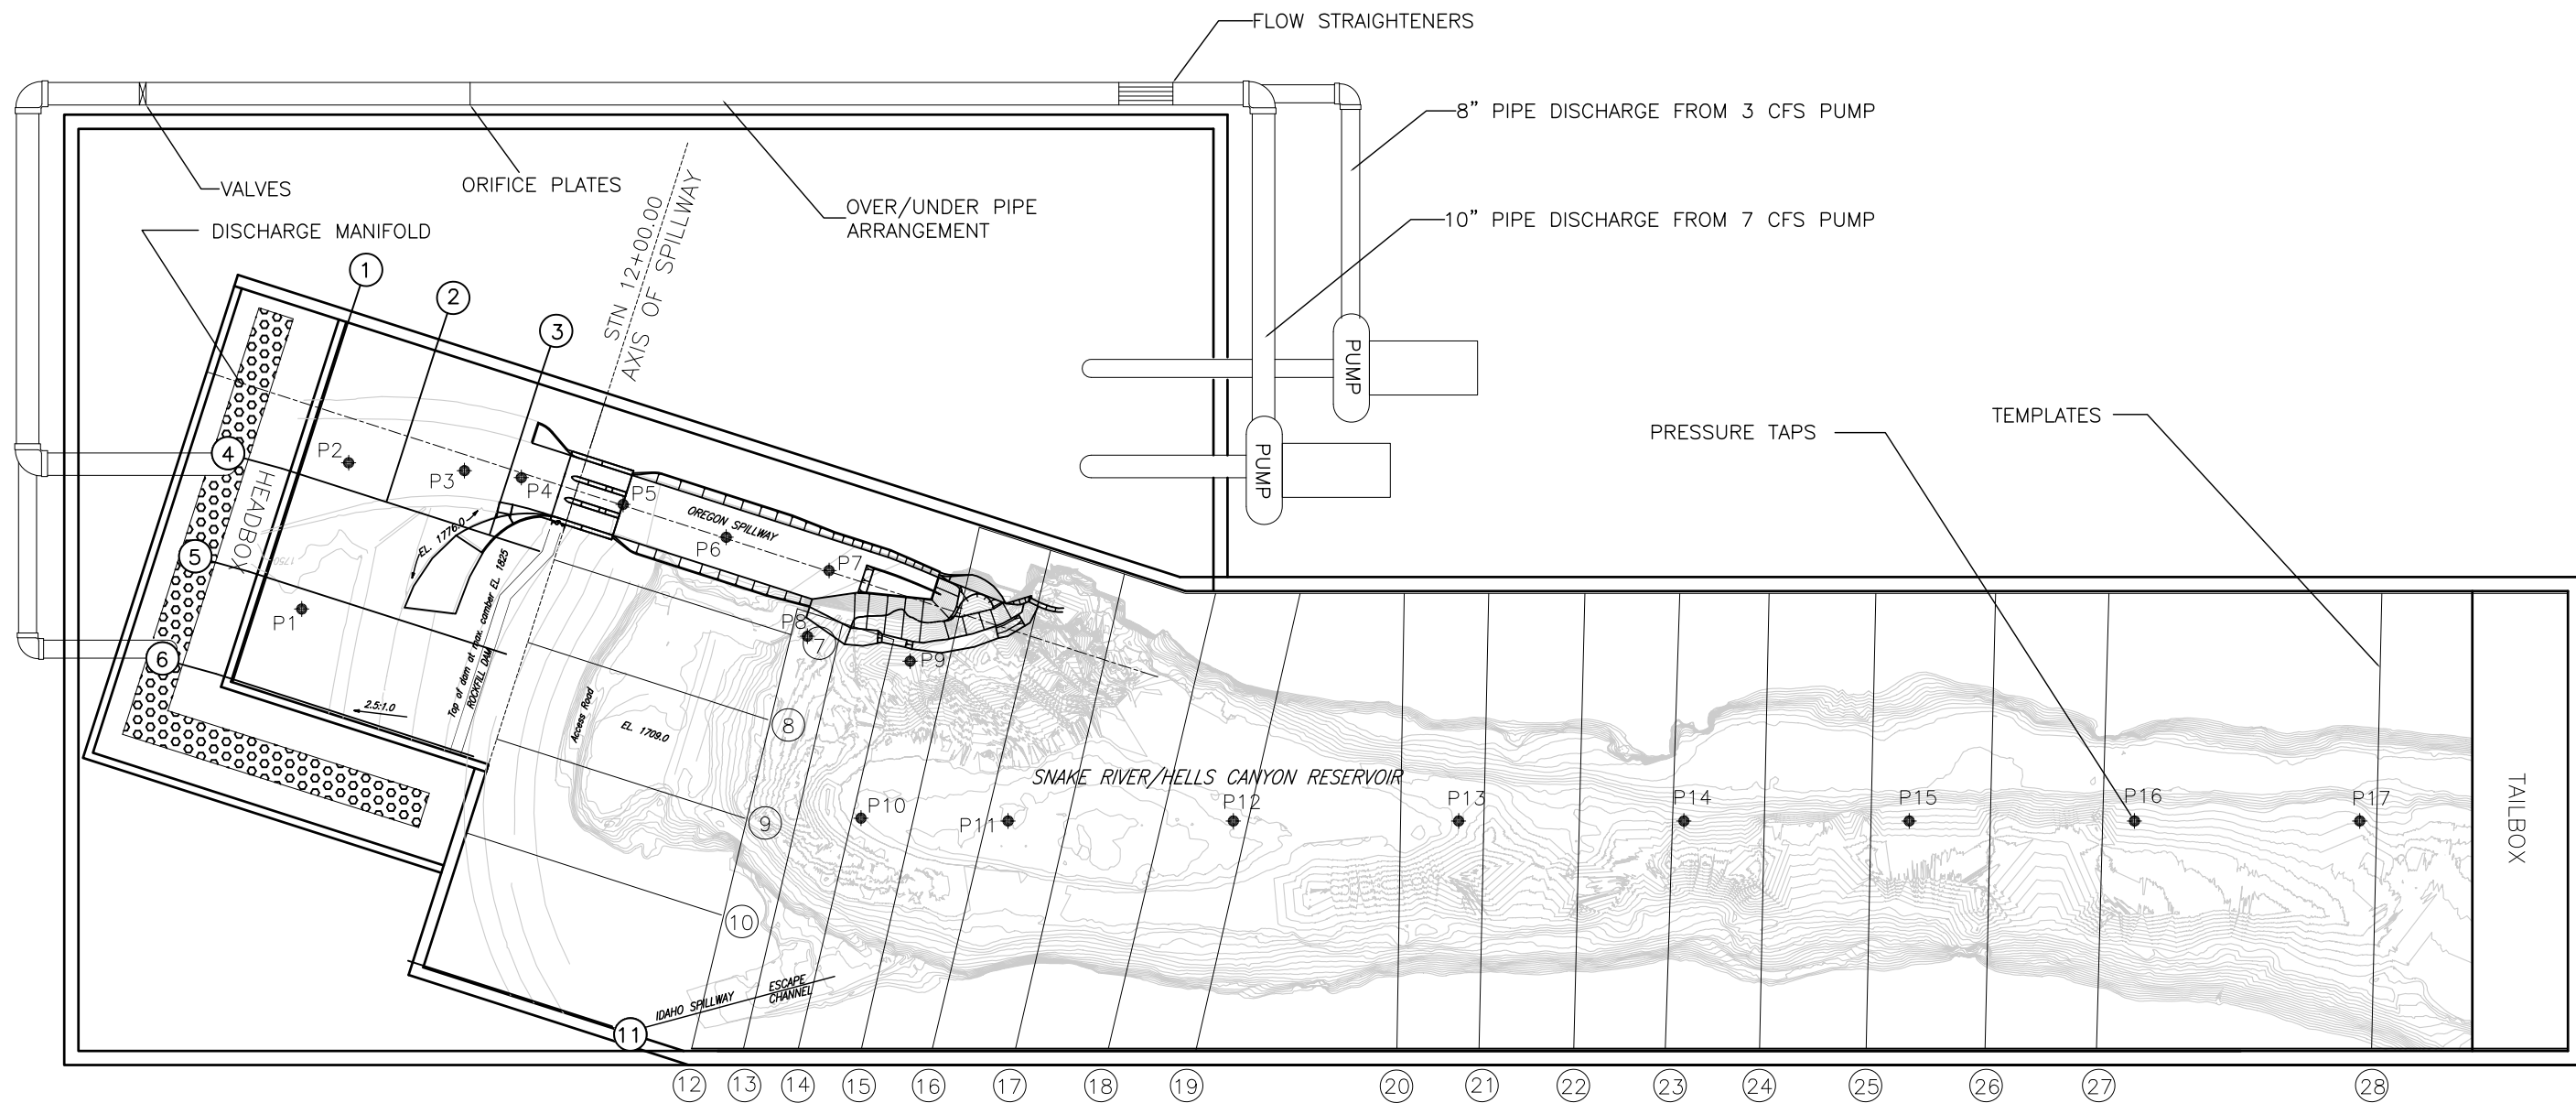 FLOW STRAIGHTENERS
8” PIPE DISCHARGE FROM 3 CFS PUMP
VALVES
ORIFICE PLATES
OVER/UNDER PIPE
ARRANGEMENT
10” PIPE DISCHARGE FROM 7 CFS PUMP
DISCHARGE MANIFOLD
STN 12+00.00
AXIS OF SPILLWAY
1
2
3
PUMP
PUMP
TEMPLATES
PRESSURE TAPS
4
HEADBOX
P2
P3
P4
P5
OREGON SPILLWAY
P6
P7
EL. 1776.0
EL. 1825
Top of dam at max. camber EL. 1825
ROCKFILL DAM
1750
5
P1
P8
7
P9
6
2.5:1.0
Access Road
EL. 1709.0
8
SNAKE RIVER/HELLS CANYON RESERVOIR
P10
P11
P12
P13
P14
P15
P16
P17
TAILBOX
9
10
IDAHO SPILLWAY
ESCAPE
CHANNEL
11
12
13
14
15
16
17
18
19
20
21
22
23
24
25
26
27
28